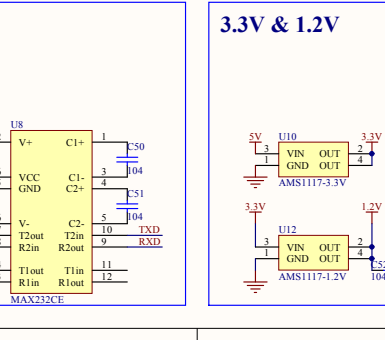 3.3V & 1.2V
U8
V+ C1+ 1
C50
VCC C1- 3
104
GND C2+ 4
C51
104
V- C2- 5
T2out T2in 10 TXD
R2in R2out 9 RXD
T1out T1in 11
R1in R1out 12
MAX232CE
5V U10 3.3V
3 VIN OUT 2
1 GND OUT 4
AMS1117-3.3V
3.3V U12 1.2V
3 VIN OUT 2
1 GND OUT 4
AMS1117-1.2V
C52
104